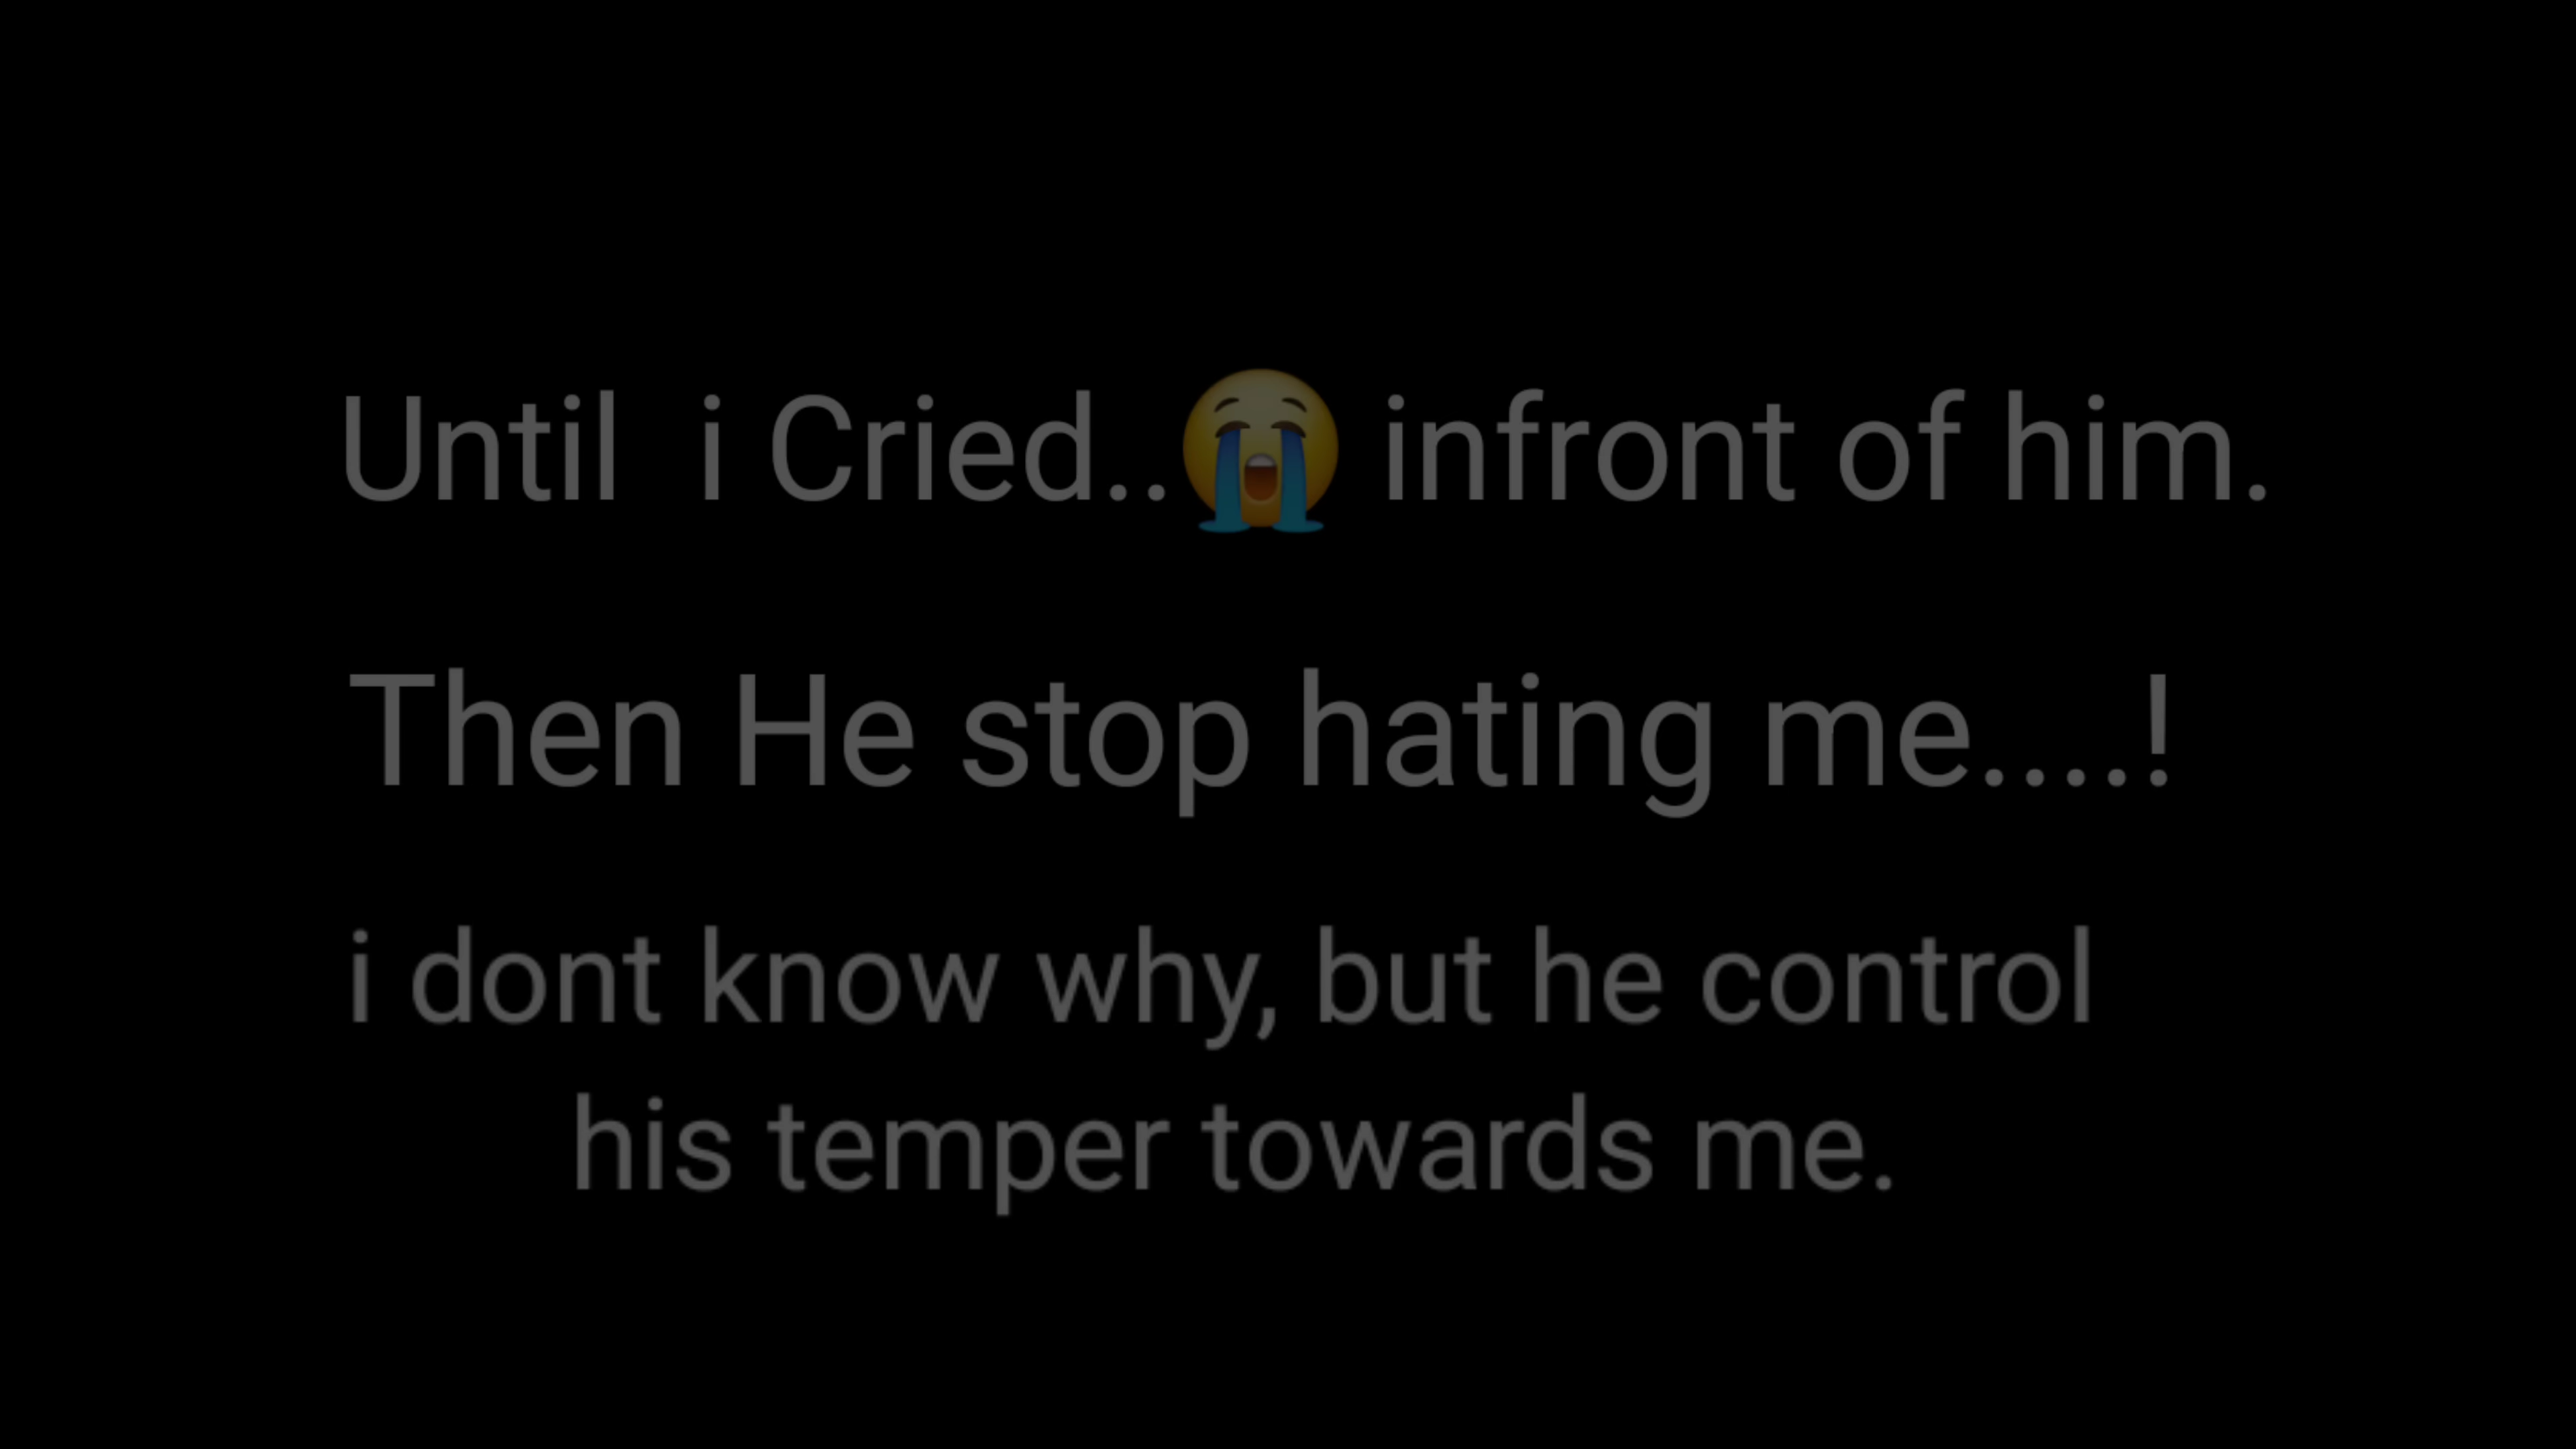 Until  i Cried..😭 infront of him.
Then He stop hating me....!
i dont know why, but he control
his temper towards me.